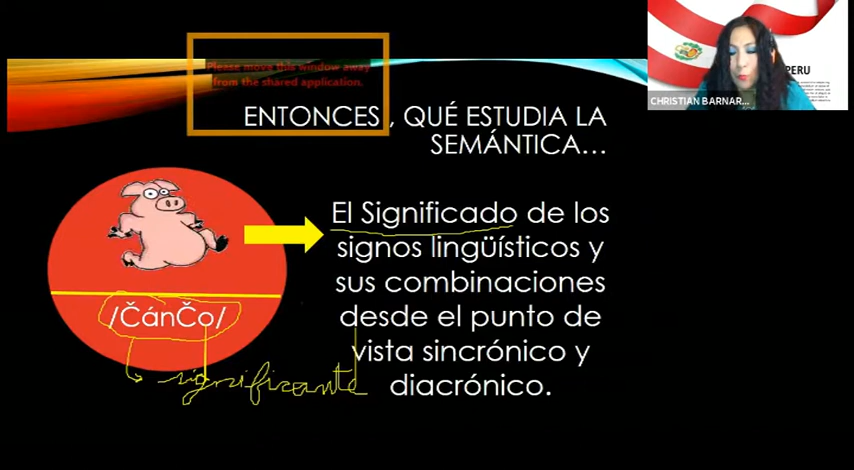 Please move this window away
from the shared application.
PERU
CHRISTIAN BARNAR...
ENTONCES , QUÉ ESTUDIA LA
SEMÁNTICA...
El Significado de los
signos lingüísticos y
sus combinaciones
desde el punto de
vista sincrónico y
diacrónico.
/ČánČo/
significante